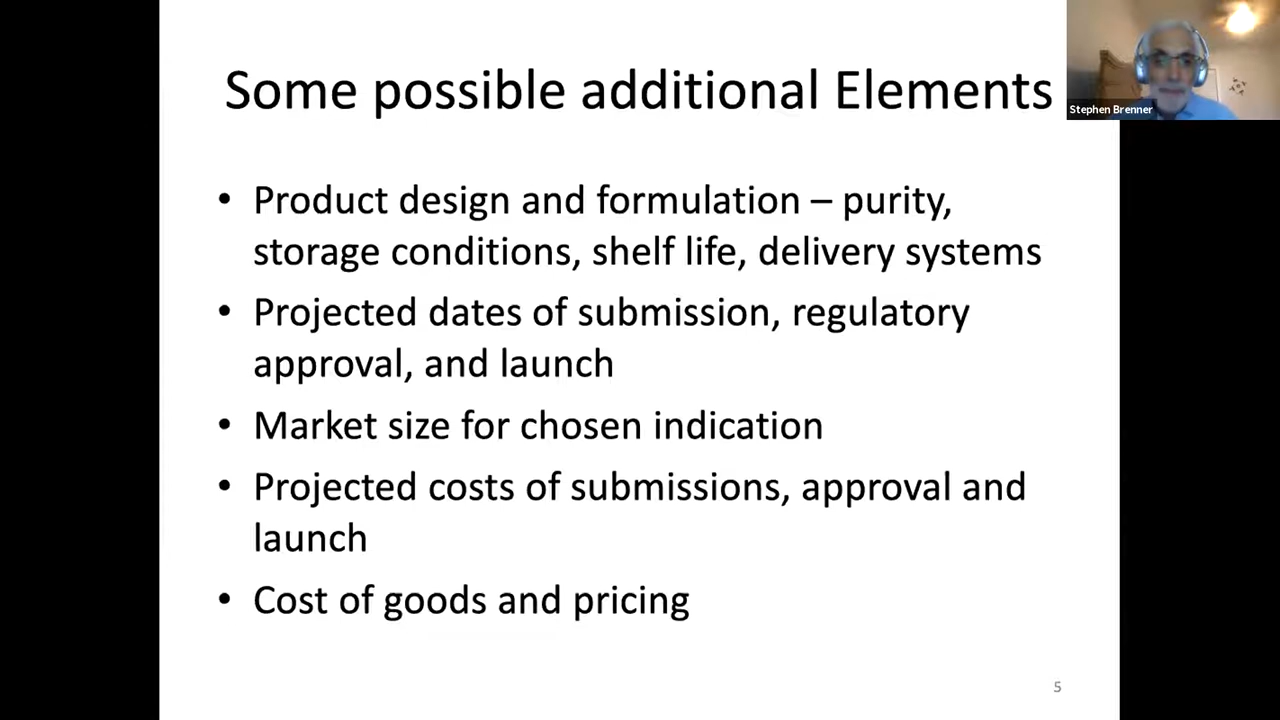 Some possible additional Elements
Stephen Brenner
• Product design and formulation – purity,
storage conditions, shelf life, delivery systems
• Projected dates of submission, regulatory
approval, and launch
• Market size for chosen indication
• Projected costs of submissions, approval and
launch
• Cost of goods and pricing
5